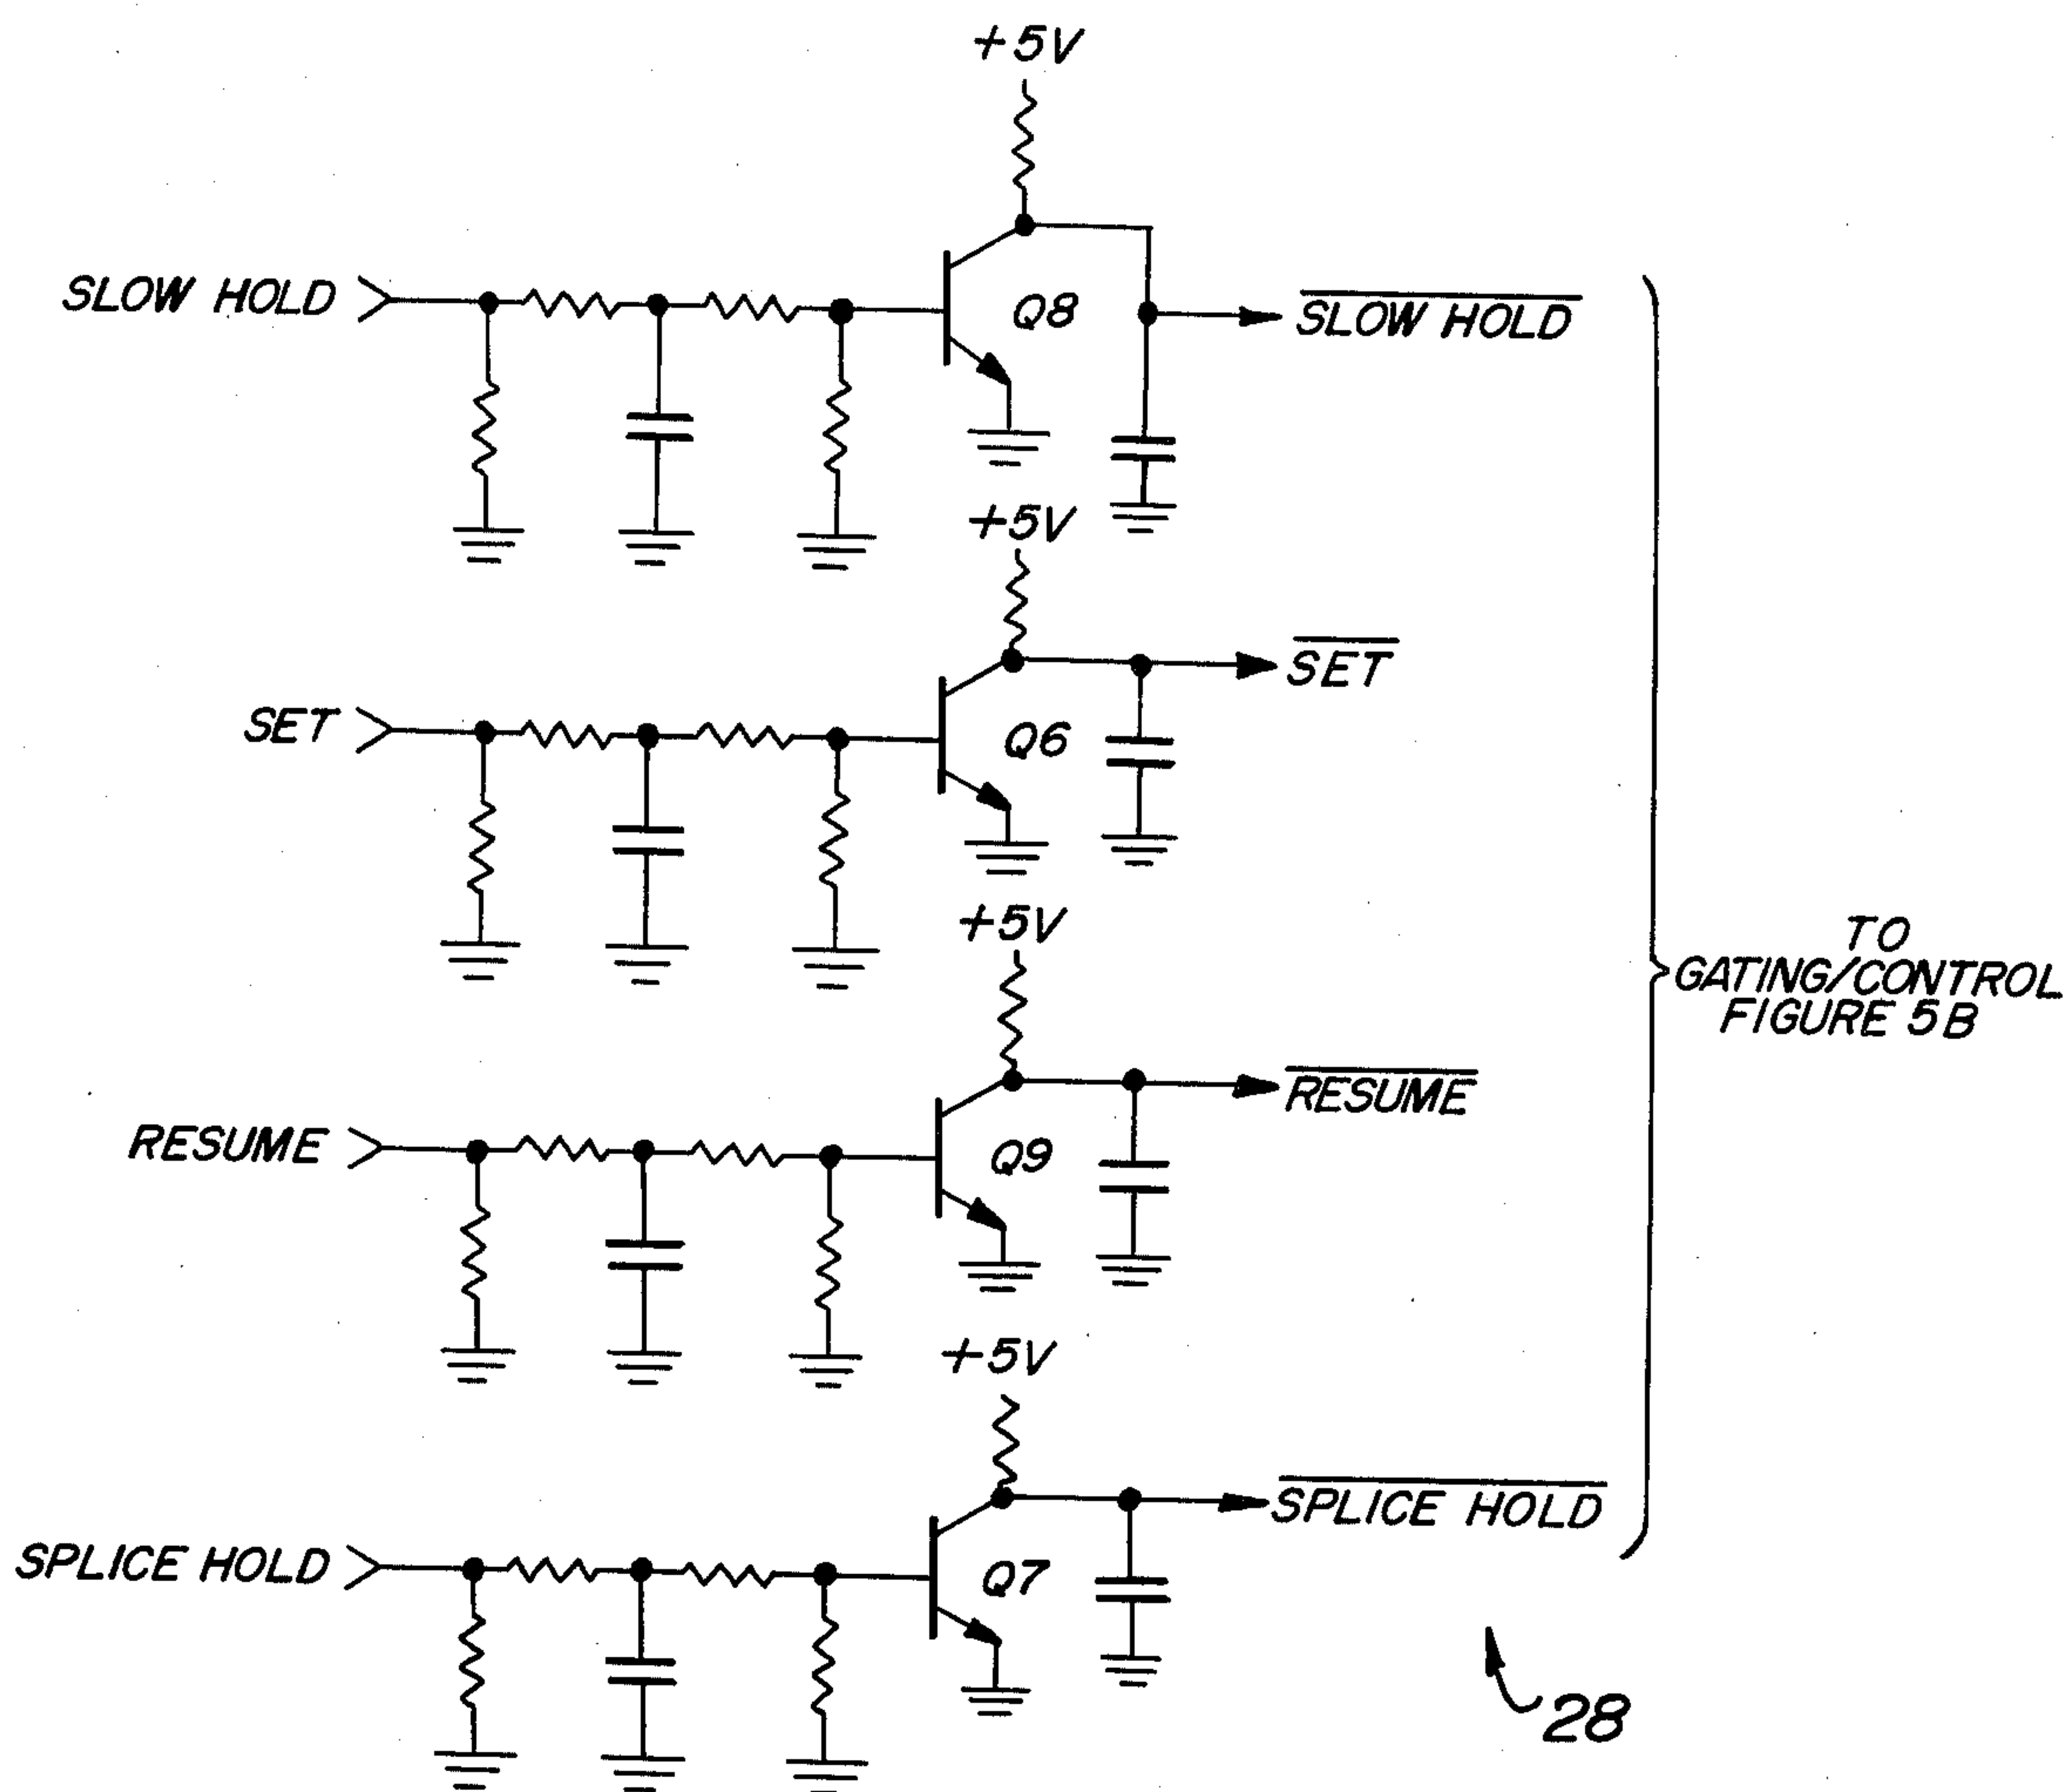 +5V
SLOW HOLD
Q8
SLOW HOLD
+5V
SET
Q6
SET
+5V
RESUME
Q9
RESUME
+5V
SPLICE HOLD
Q7
SPLICE HOLD
TO
GATING/CONTROL
FIGURE 5B
28